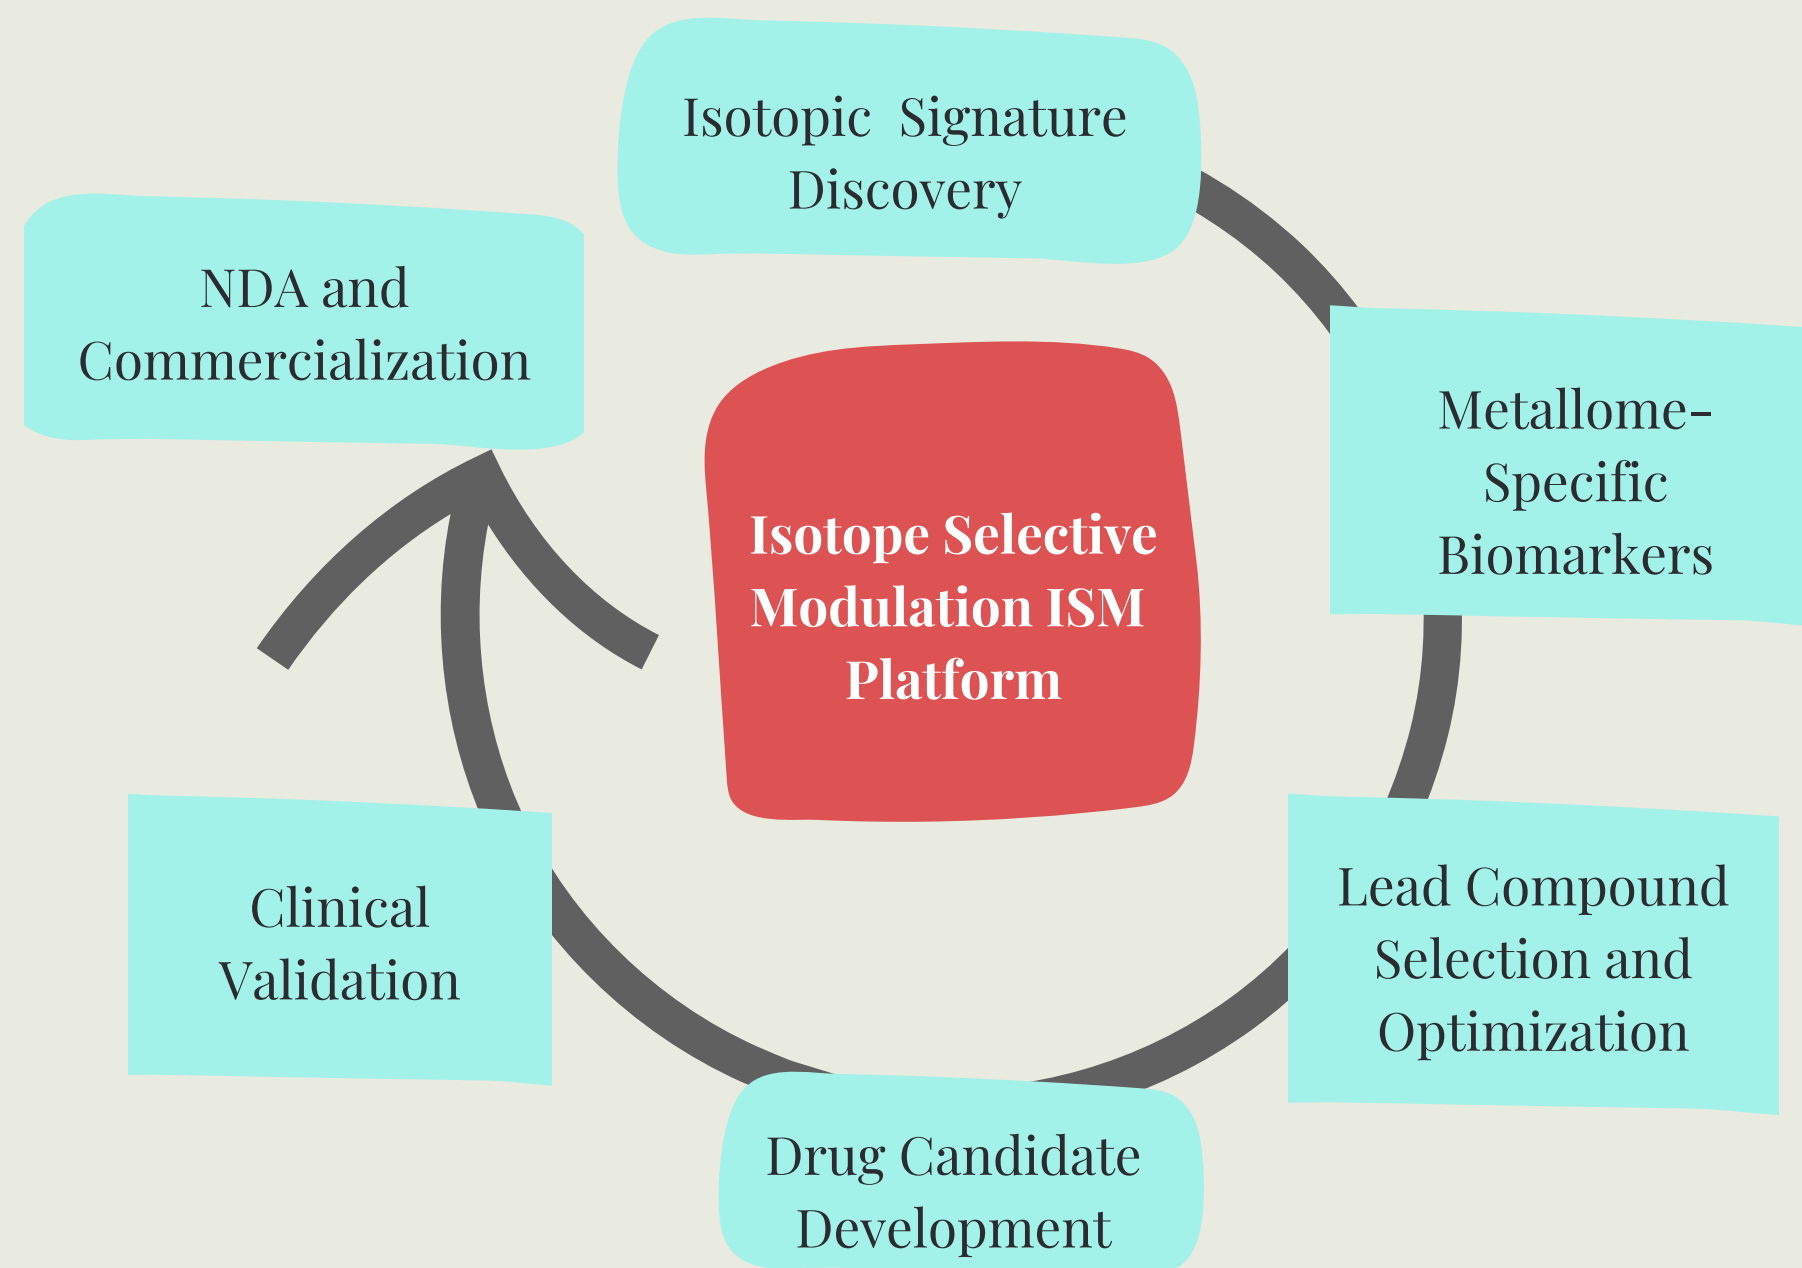 Isotopic  Signature
Discovery
Metallome-
Specific
Biomarkers
Lead Compound
Selection and
Optimization
Drug Candidate
Development
Clinical
Validation
NDA and
Commercialization
Isotope Selective
Modulation ISM
Platform